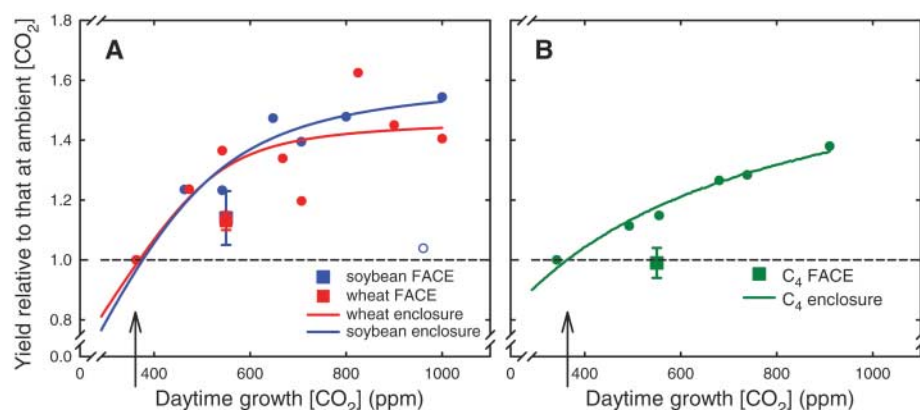 Yield relative to that at ambient [CO₂]
1.8
1.6
1.4
1.2
1.0
0.8
0.0
A
soybean FACE
wheat FACE
wheat enclosure
soybean enclosure
0
400
600
800
1000
Daytime growth [CO₂] (ppm)
B
C₄ FACE
C₄ enclosure
0
400
600
800
1000
Daytime growth [CO₂] (ppm)